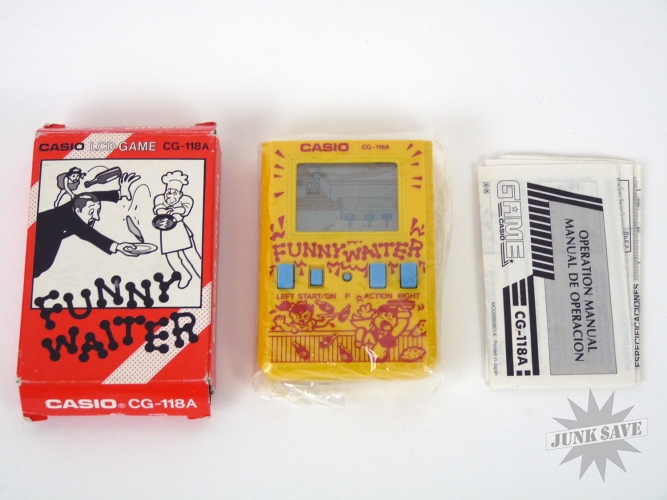 CASIO LCD GAME CG-118A
FUNNY
WAITER
CASIO® CG-118A
CASIO CG-118A
FUNNY WAITER
LEFT START/ON P ACTION RIGHT
GAME
CASIO
CG-118A
OPERATION MANUAL
MANUAL DE OPERACION
ESPECIFICACIONES
JUNK SAVE